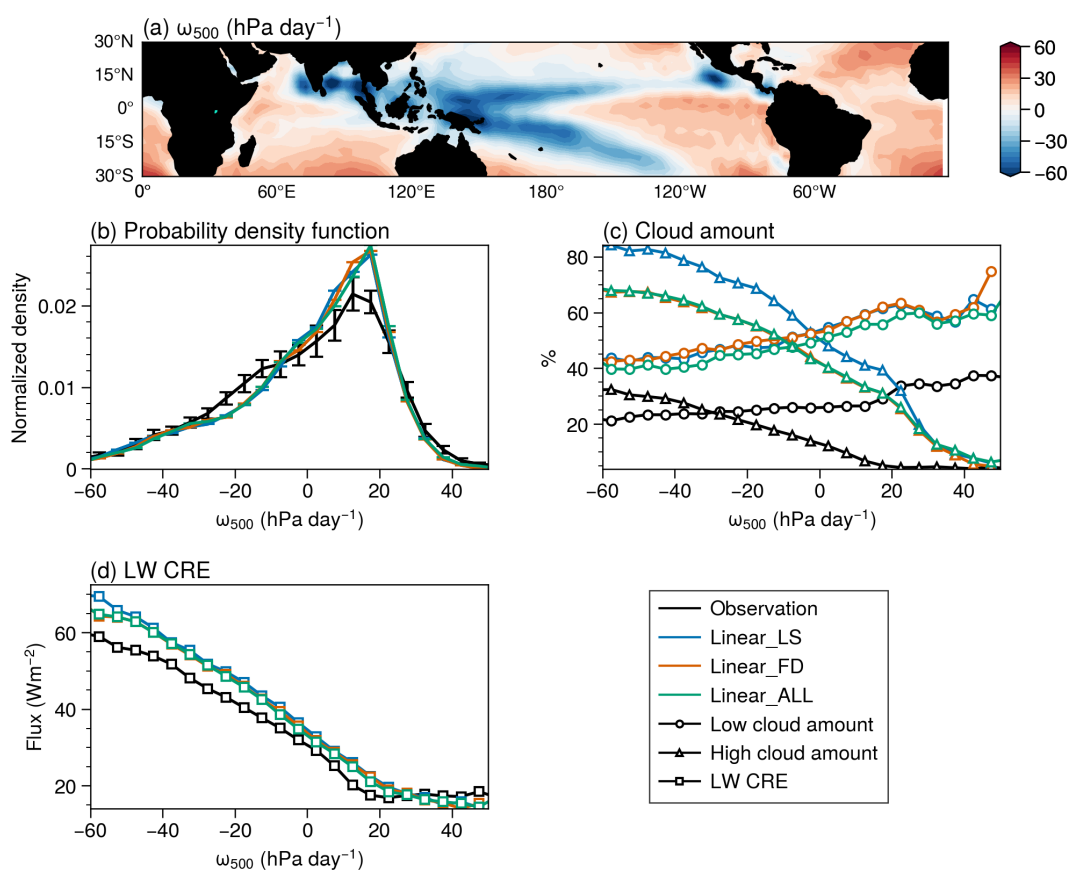 (a) ω500 (hPa day−1)
30°N
15°N
0°
15°S
30°S
0° 60°E 120°E 180° 120°W 60°W
60
30
0
−30
−60
(b) Probability density function
Normalized density
0.02
0.01
0
−60 −40 −20 0 20 40
ω500 (hPa day−1)
(c) Cloud amount
%
80
60
40
20
−60 −40 −20 0 20 40
ω500 (hPa day−1)
(d) LW CRE
Flux (Wm−2)
60
40
20
−60 −40 −20 0 20 40
ω500 (hPa day−1)
Observation
Linear_LS
Linear_FD
Linear_ALL
Low cloud amount
High cloud amount
LW CRE